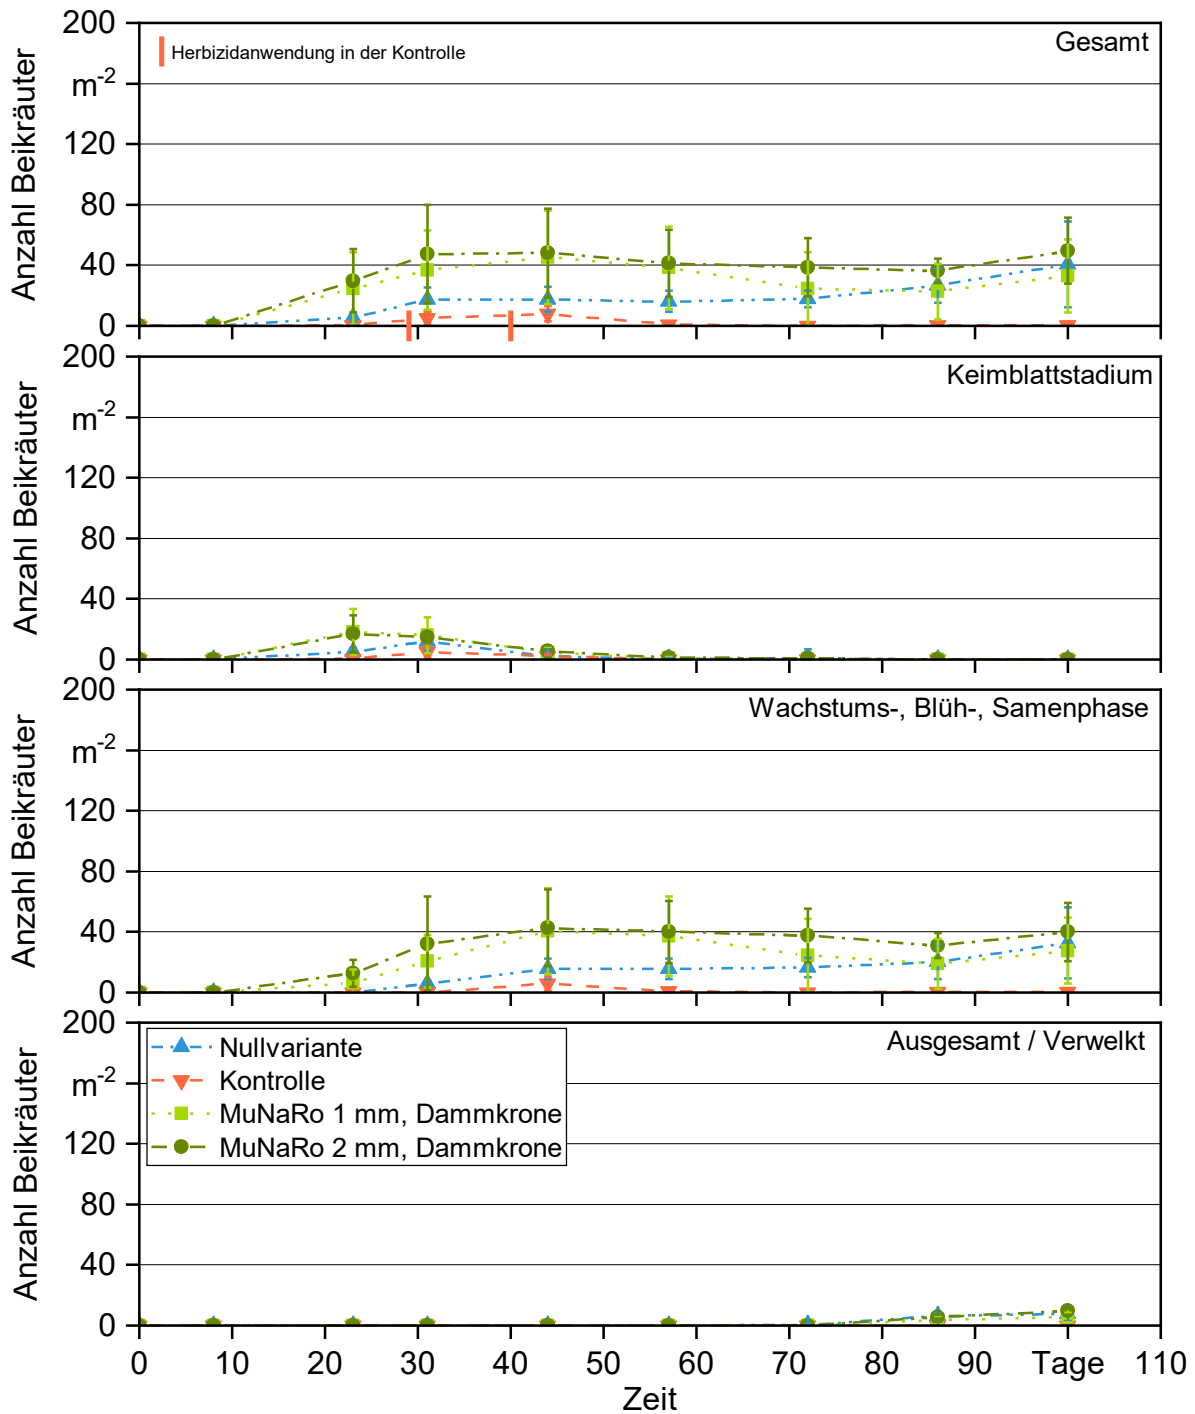 200
Gesamt
Herbizidanwendung in der Kontrolle
m-2
120
80
40
0
Anzahl Beikräuter
200
Keimblattstadium
m-2
120
80
40
0
Anzahl Beikräuter
200
Wachstums-, Blüh-, Samenphase
m-2
120
80
40
0
Anzahl Beikräuter
200
Ausgesamt / Verwelkt
Nullvariante
Kontrolle
MuNaRo 1 mm, Dammkrone
MuNaRo 2 mm, Dammkrone
m-2
120
80
40
0
Anzahl Beikräuter
0 10 20 30 40 50 60 70 80 90 Tage 110
Zeit